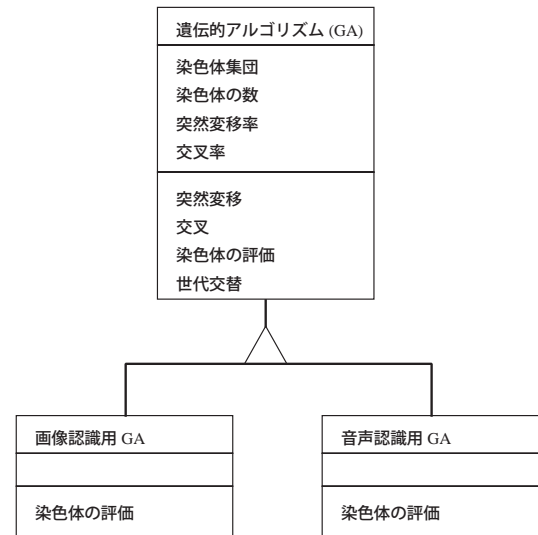 遺伝的アルゴリズム (GA)
染色体集団
染色体の数
突然変移率
交叉率
突然変移
交叉
染色体の評価
世代交替
画像認識用 GA
染色体の評価
音声認識用 GA
染色体の評価